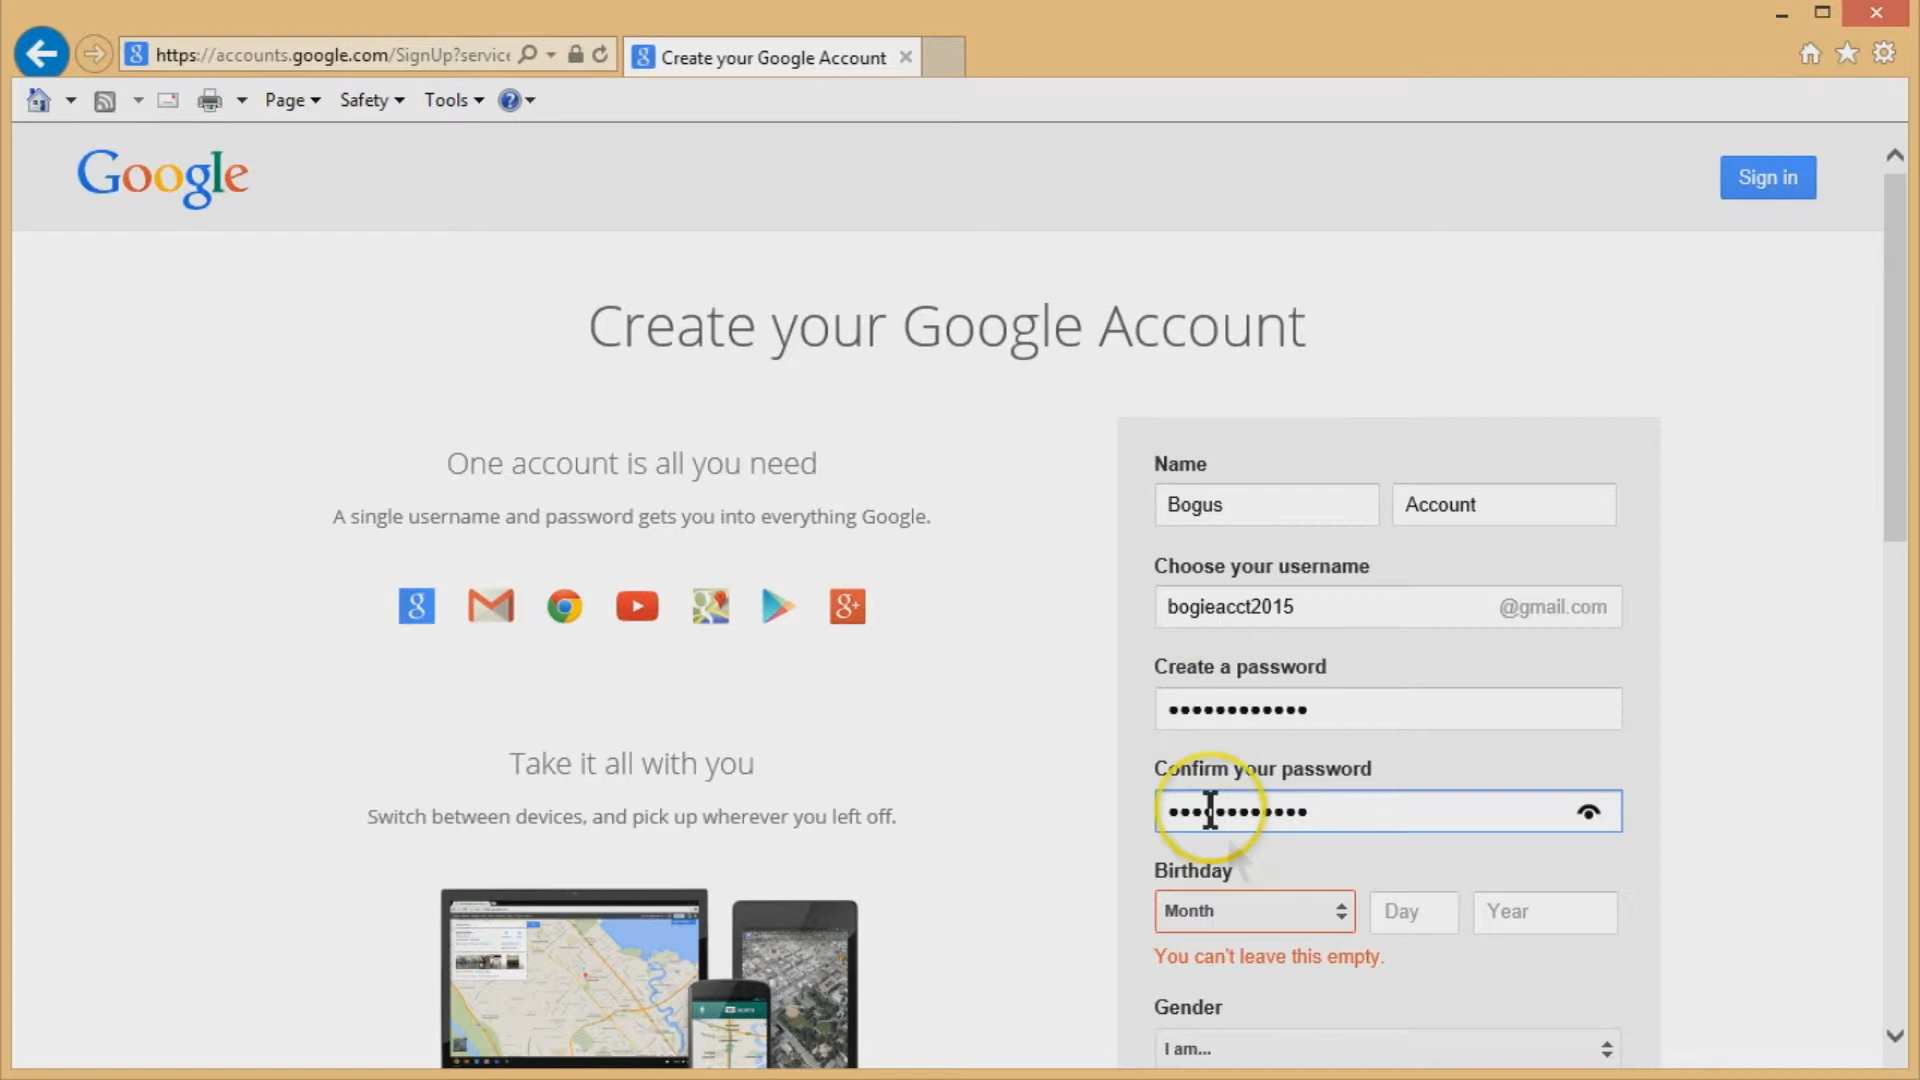 https://accounts.google.com/SignUp?service
Create your Google Account
Page
Safety
Tools
Google
Sign in
Create your Google Account
One account is all you need
A single username and password gets you into everything Google.
Take it all with you
Switch between devices, and pick up wherever you left off.
Name
Bogus
Account
Choose your username
bogieacct2015
@gmail.com
Create a password
Confirm your password
Birthday
Month
Day
Year
You can't leave this empty.
Gender
I am...